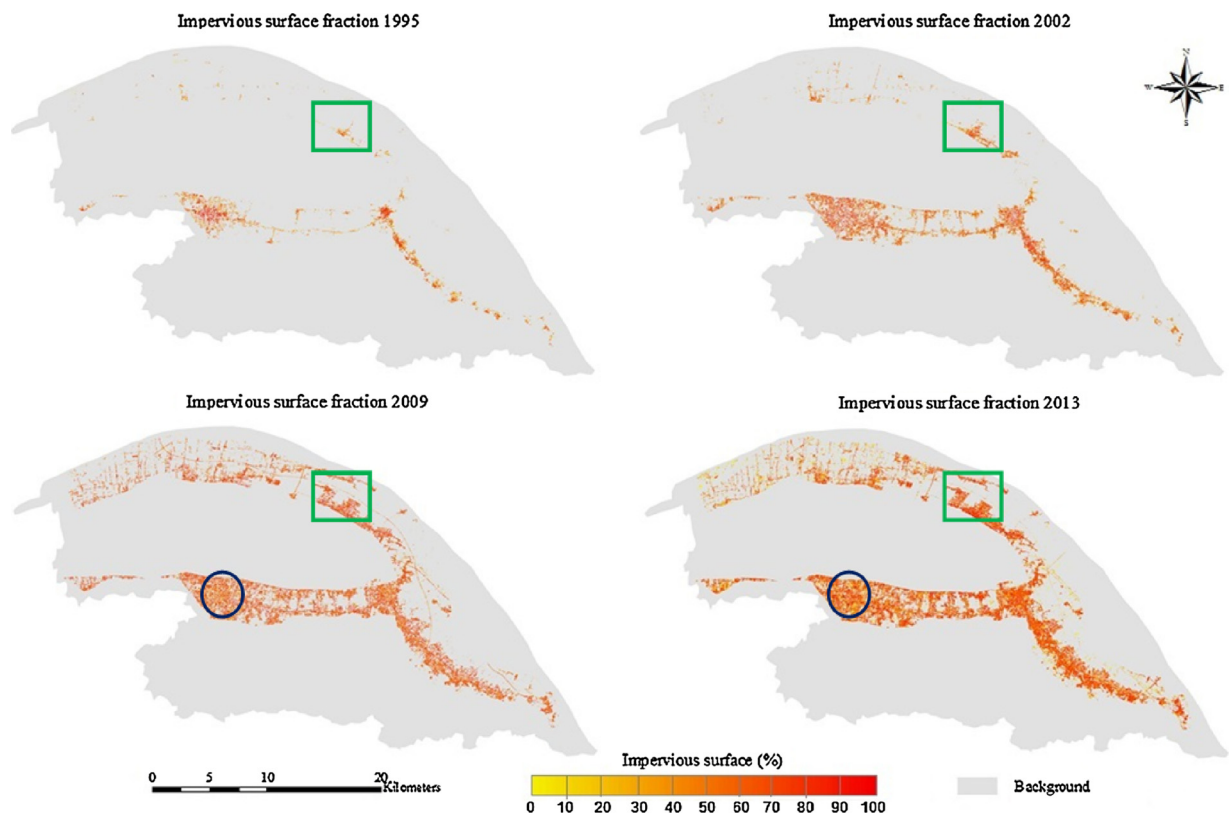 Impervious surface fraction 1995
Impervious surface fraction 2002
N
W E
S
Impervious surface fraction 2009
Impervious surface fraction 2013
Impervious surface (%)
0 5 10 20
Kilometers
Background
0 10 20 30 40 50 60 70 80 90 100